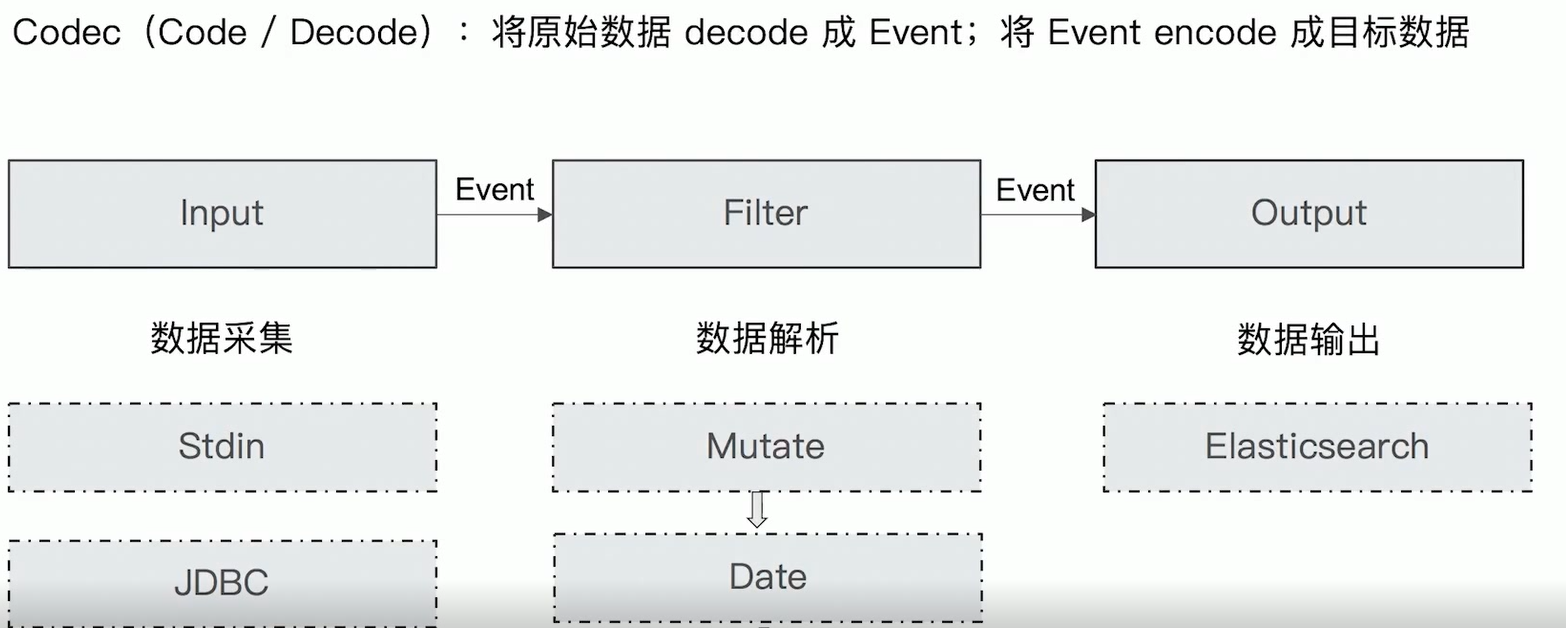 Codec（Code / Decode）：将原始数据 decode 成 Event；将 Event encode 成目标数据
Input
Event
Filter
Event
Output
数据采集
数据解析
数据输出
Stdin
Mutate
Elasticsearch
JDBC
Date